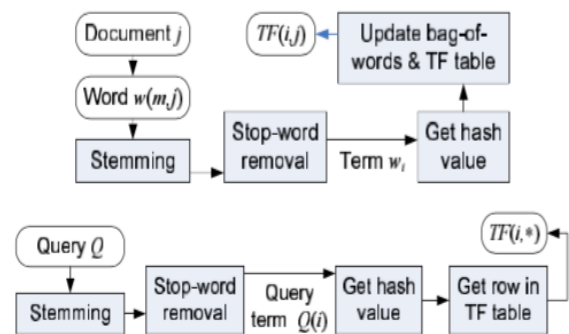 Document j
TF(i,j)
Update bag-of-
words & TF table
Word w(m,j)
Stemming
Stop-word
removal
Term wᵢ
Get hash
value
Query Q
TF(i,*)
Stemming
Stop-word
removal
Query
term Q(i)
Get hash
value
Get row in
TF table